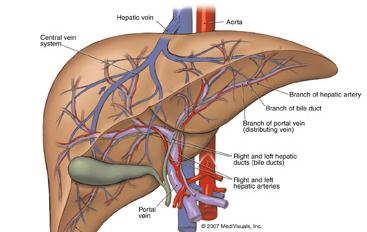 Hepatic vein
Aorta
Central vein
system
Branch of hepatic artery
Branch of bile duct
Branch of portal vein
(distributing vein)
Right and left hepatic
ducts (bile ducts)
Right and left
hepatic arteries
Portal
vein
© 2007 MediVisuals, Inc.